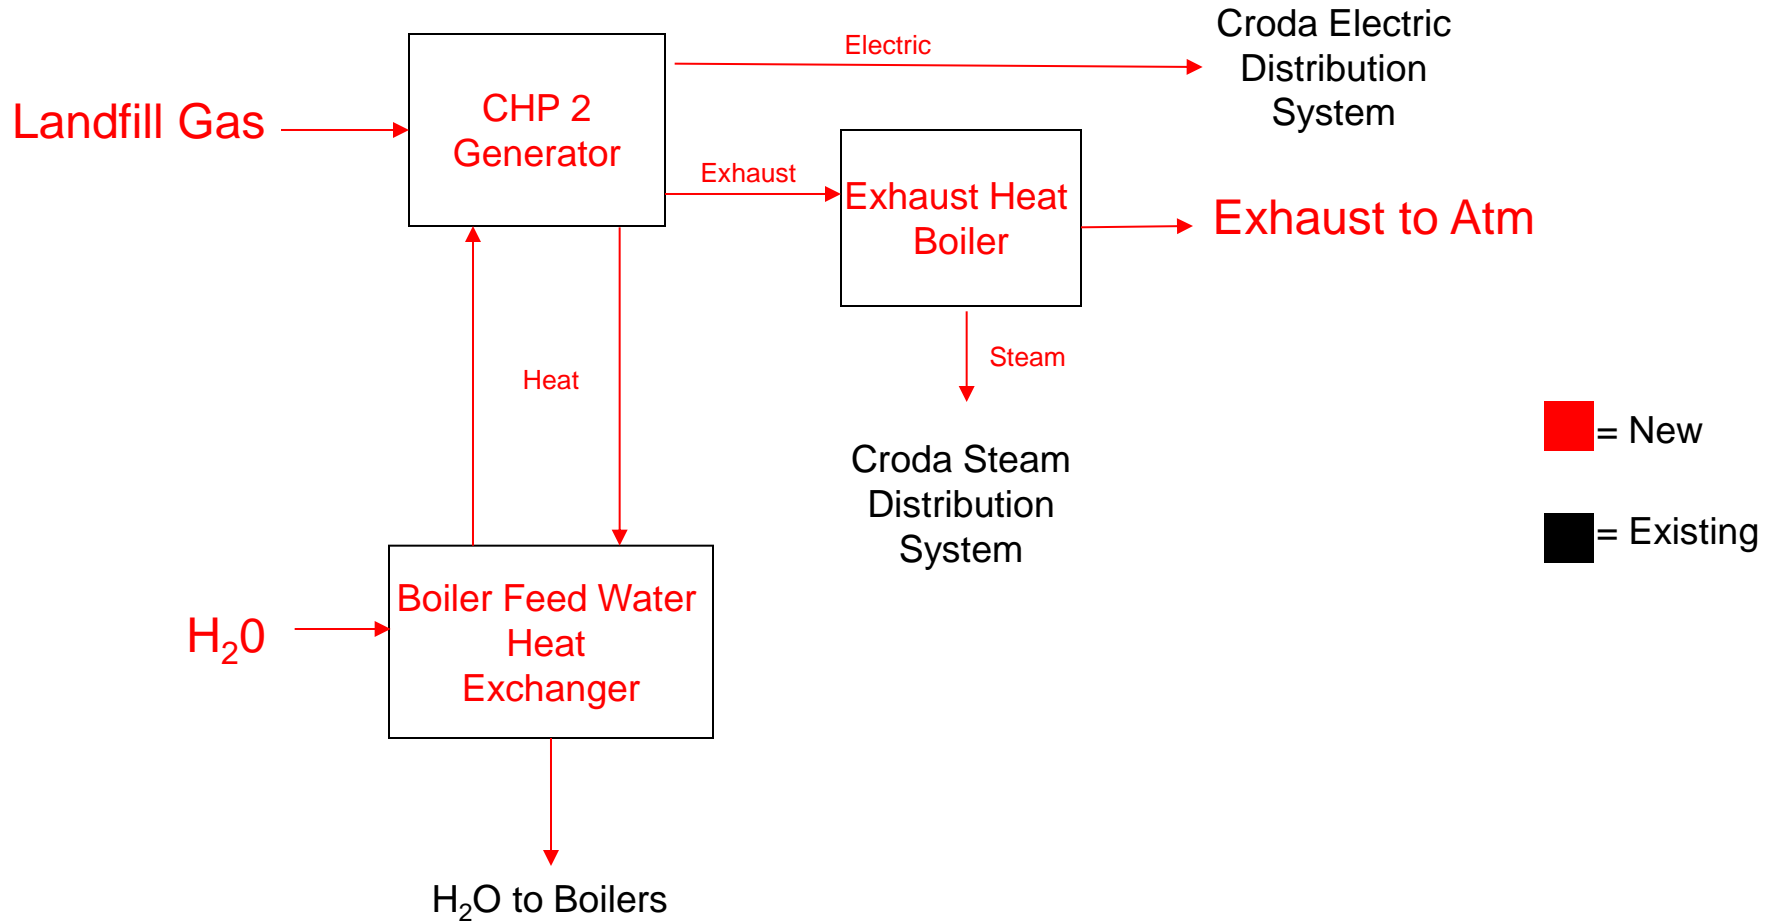 Croda Electric
Distribution
System
Electric
Landfill Gas
CHP 2
Generator
Exhaust
Exhaust Heat
Boiler
Exhaust to Atm
Steam
Heat
Croda Steam
Distribution
System
= New
= Existing
Boiler Feed Water
Heat
Exchanger
H₂0
H₂O to Boilers